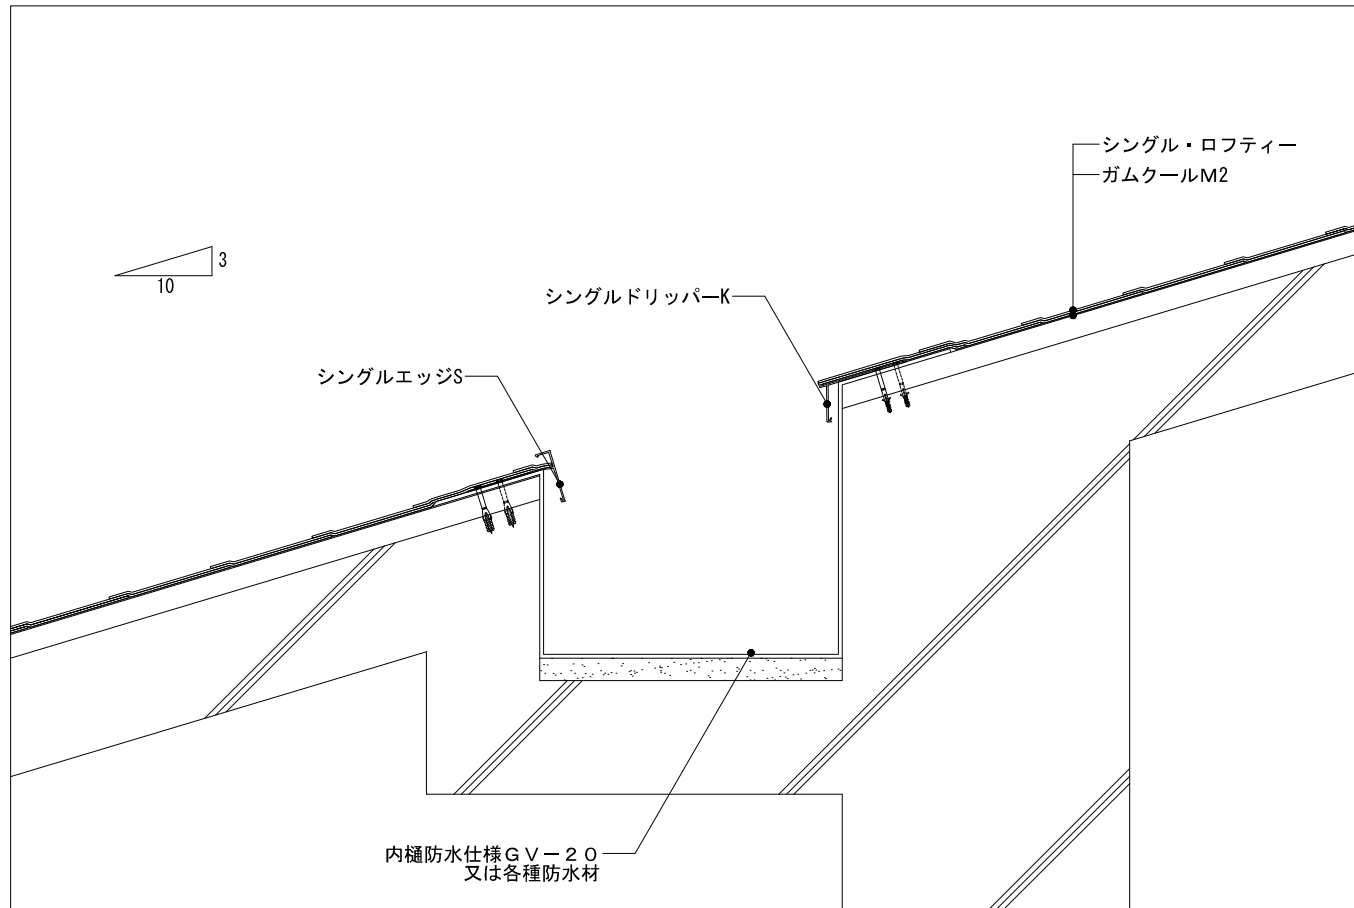 シングル・ロフティー
ガムクールM2
3
10
シングルドリッパーK
シングルエッジS
内樋防水仕様ＧＶ－２０
又は各種防水材